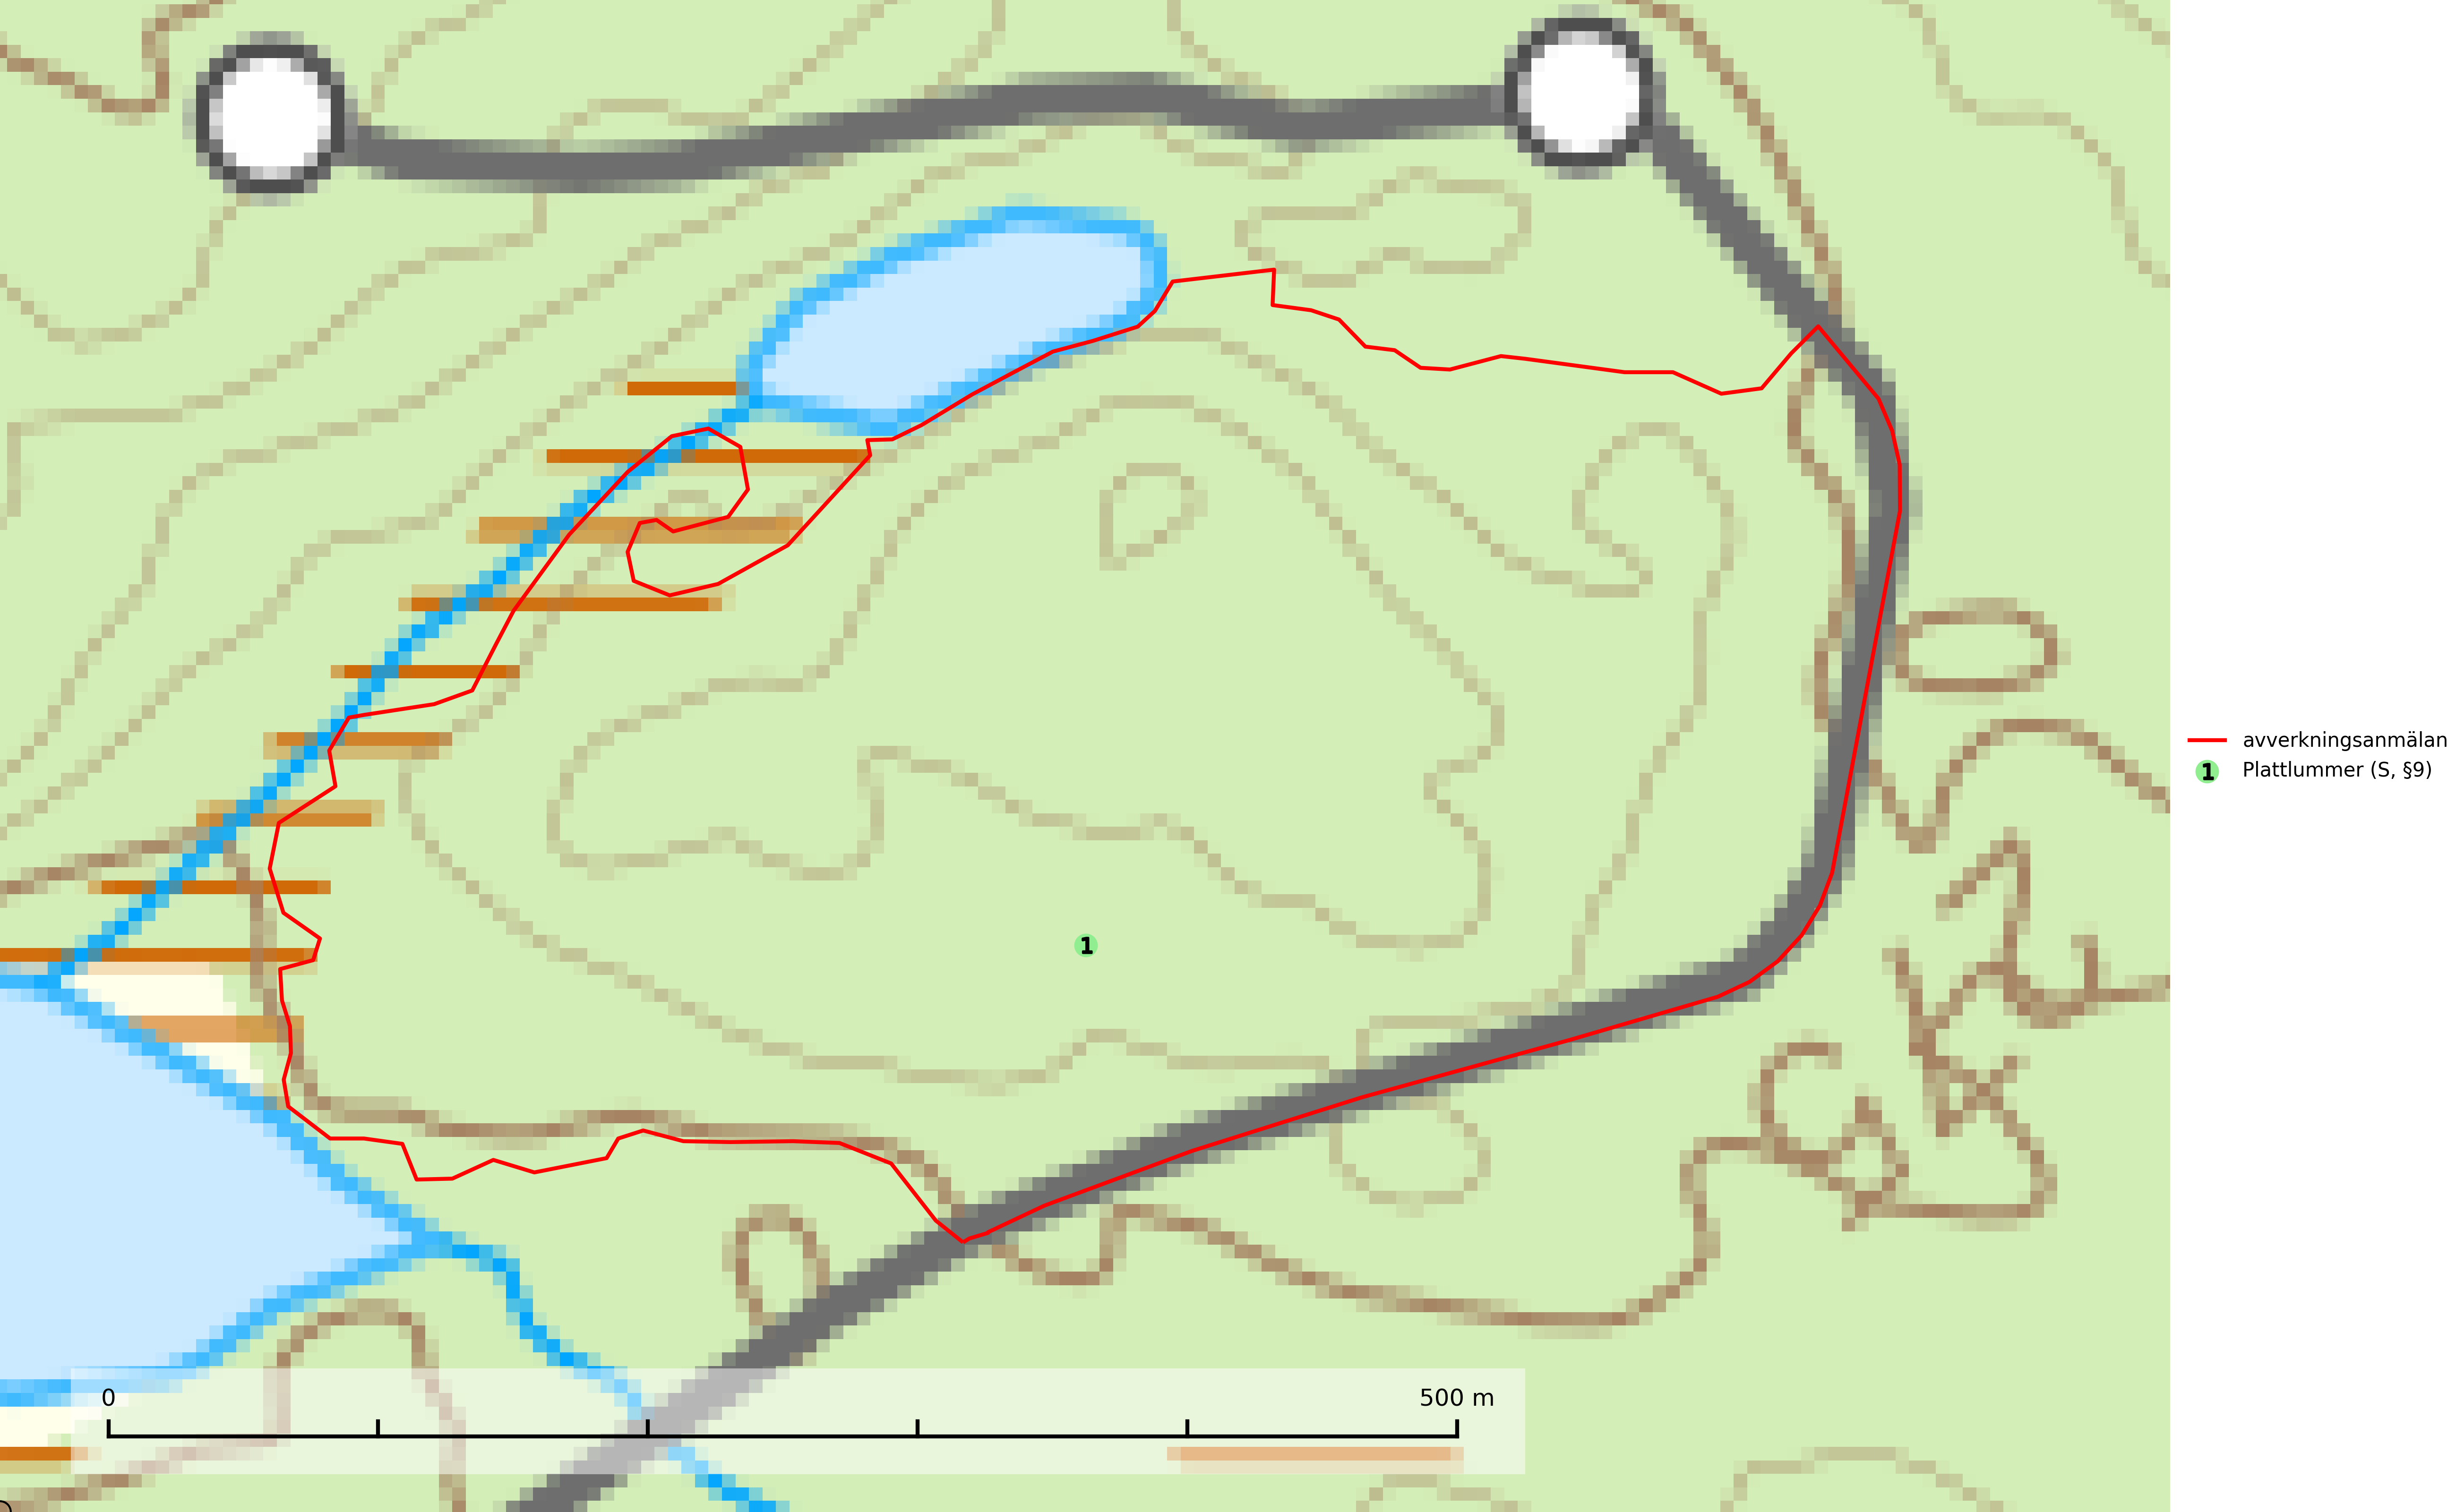 avverkningsanmälan
1 Plattlummer (S, §9)
1
0 500 m